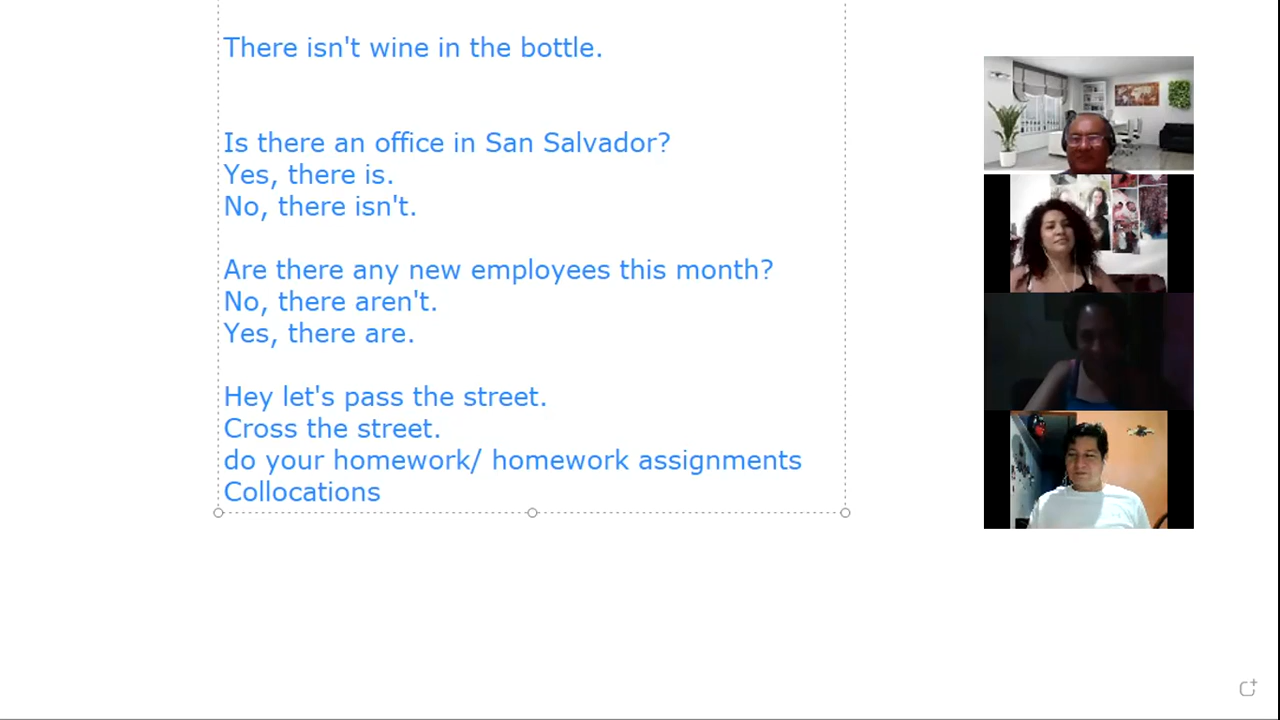 There isn't wine in the bottle.
Is there an office in San Salvador?
Yes, there is.
No, there isn't.
Are there any new employees this month?
No, there aren't.
Yes, there are.
Hey let's pass the street.
Cross the street.
do your homework/ homework assignments
Collocations